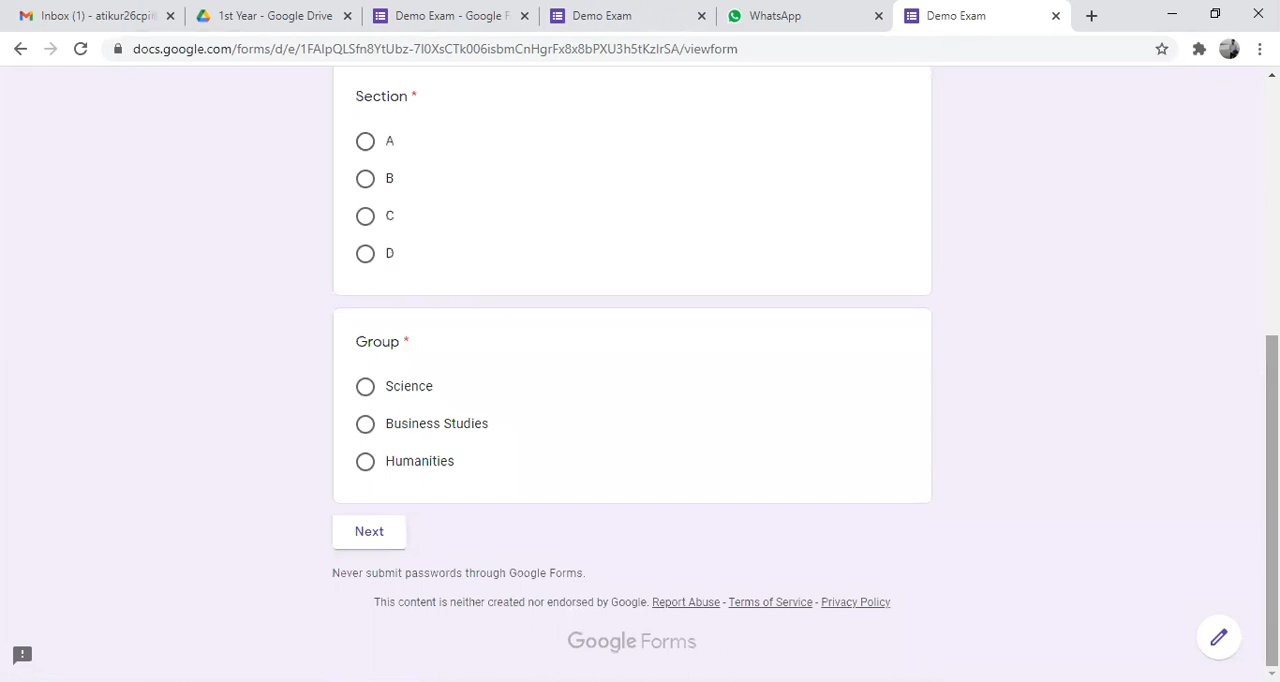 Inbox (1) - atikur26cpi
1st Year - Google Drive
Demo Exam - Google F
Demo Exam
WhatsApp
Demo Exam
docs.google.com/forms/d/e/1FAIpQLSfn8YtUbz-7I0XsCTk006isbmCnHgrFx8x8bPXU3h5tKzIrSA/viewform
Section *
A
B
C
D
Group *
Science
Business Studies
Humanities
Next
Never submit passwords through Google Forms.
This content is neither created nor endorsed by Google. Report Abuse - Terms of Service - Privacy Policy
Google Forms